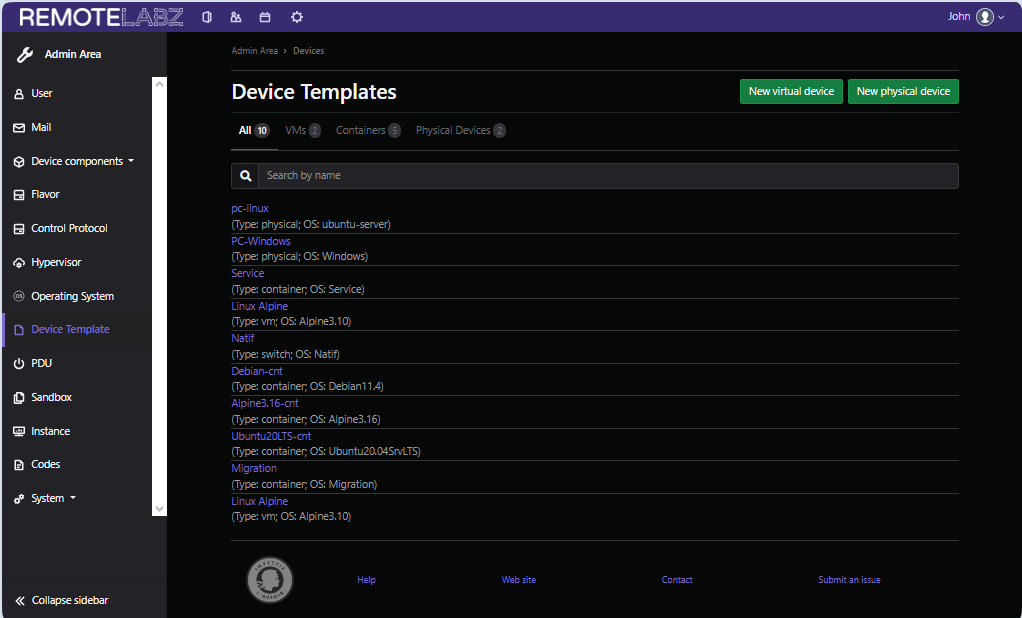 REMOTELABZ
John
Admin Area
User
Mail
Device components
Flavor
Control Protocol
Hypervisor
OS Operating System
Device Template
PDU
Sandbox
Instance
Codes
System
Collapse sidebar
Admin Area › Devices
Device Templates
New virtual device
New physical device
All 10 VMs 2 Containers 5 Physical Devices 2
Search by name
pc-linux
(Type: physical; OS: ubuntu-server)
PC-Windows
(Type: physical; OS: Windows)
Service
(Type: container; OS: Service)
Linux Alpine
(Type: vm; OS: Alpine3.10)
Natif
(Type: switch; OS: Natif)
Debian-cnt
(Type: container; OS: Debian11.4)
Alpine3.16-cnt
(Type: container; OS: Alpine3.16)
Ubuntu20LTS-cnt
(Type: container; OS: Ubuntu20.04SrvLTS)
Migration
(Type: container; OS: Migration)
Linux Alpine
(Type: vm; OS: Alpine3.10)
INVESTIR
L'AVENIR
Help
Web site
Contact
Submit an issue